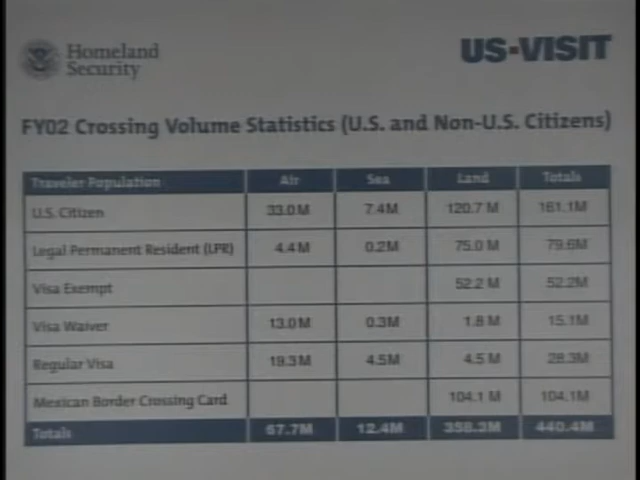 Homeland
Security
US-VISIT
FY02 Crossing Volume Statistics (U.S. and Non-U.S. Citizens)
Traveler Population Air Sea Land Totals
U.S. Citizen 33.0M 7.4M 120.7 M 161.1M
Legal Permanent Resident (LPR) 4.4M 0.2M 75.0 M 79.6M
Visa Exempt 52.2 M 52.2M
Visa Waiver 13.0 M 0.3M 1.8 M 15.1M
Regular Visa 19.3 M 4.5M 4.5 M 28.3M
Mexican Border Crossing Card 104.1 M 104.1M
Totals 67.7M 12.4M 358.3M 440.4M